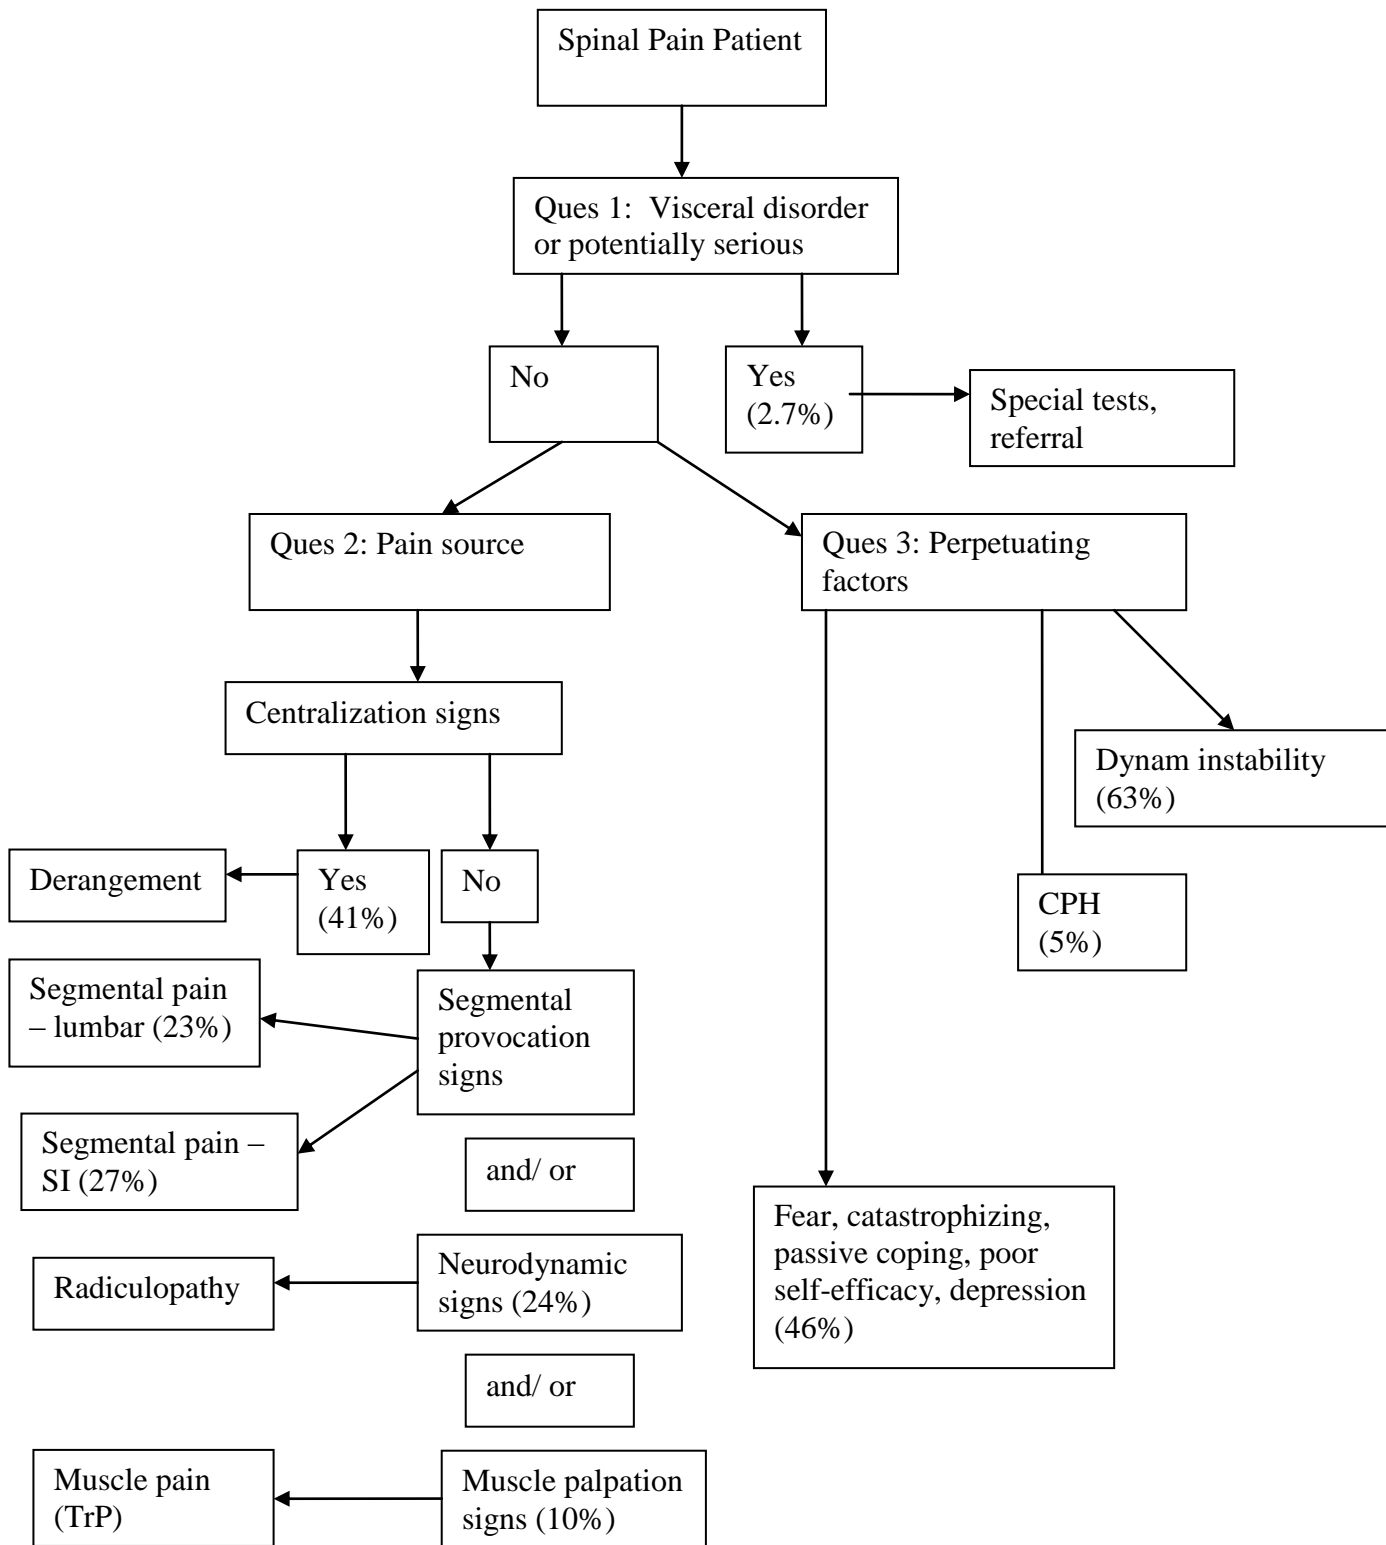 Spinal Pain Patient
Ques 1:  Visceral disorder
or potentially serious
No
Yes
(2.7%)
Special tests,
referral
Ques 2: Pain source
Ques 3: Perpetuating
factors
Centralization signs
Dynam instability
(63%)
Derangement
Yes
(41%)
No
CPH
(5%)
Segmental pain
– lumbar (23%)
Segmental
provocation
signs
Segmental pain –
SI (27%)
and/ or
Fear, catastrophizing,
passive coping, poor
self-efficacy, depression
(46%)
Radiculopathy
Neurodynamic
signs (24%)
and/ or
Muscle pain
(TrP)
Muscle palpation
signs (10%)